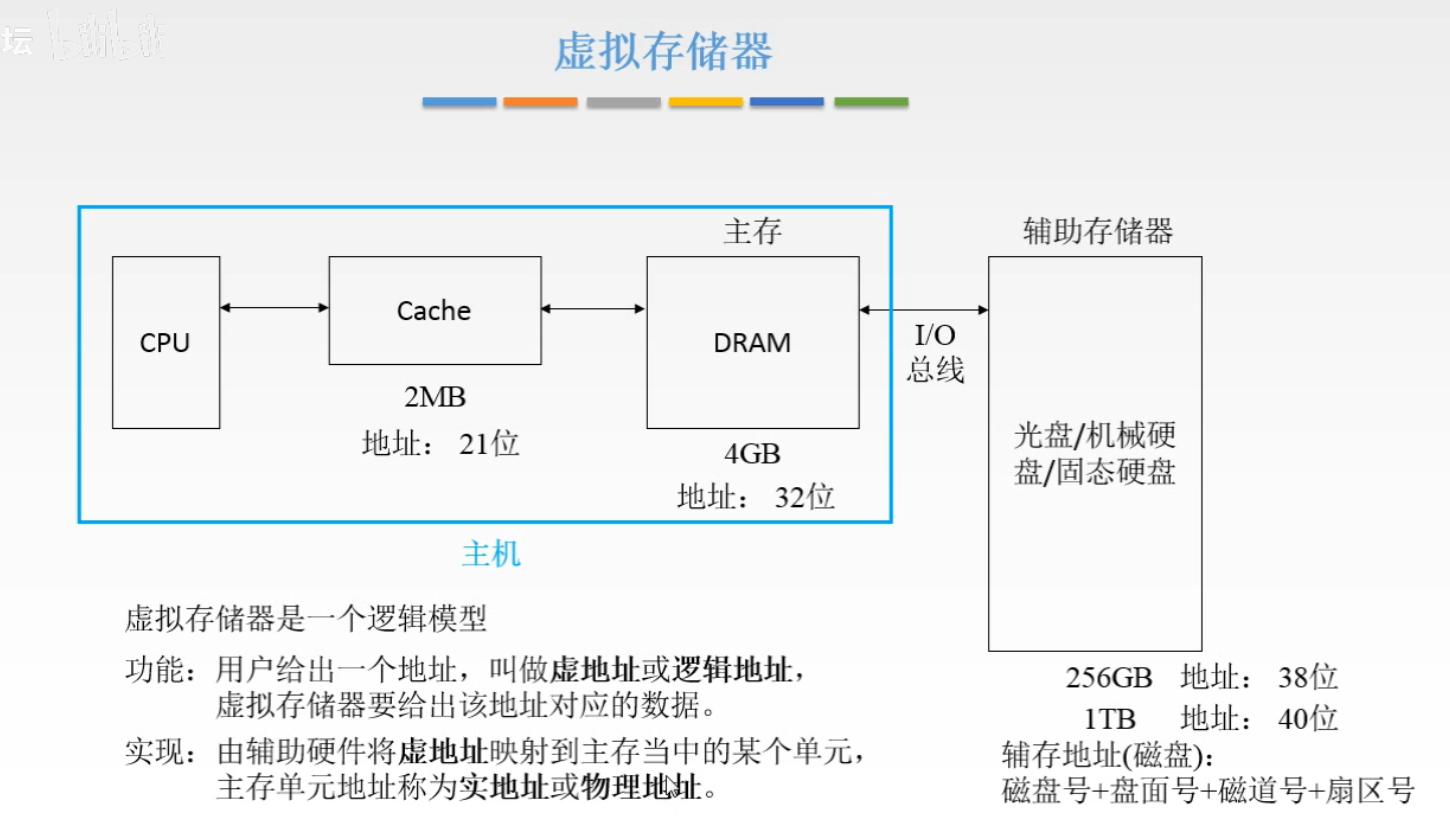 坛
bilibili
虚拟存储器
主存
辅助存储器
CPU
Cache
DRAM
I/O
总线
2MB
地址： 21位
4GB
地址： 32位
光盘/机械硬
盘/固态硬盘
主机
虚拟存储器是一个逻辑模型
功能：用户给出一个地址，叫做虚地址或逻辑地址，
虚拟存储器要给出该地址对应的数据。
实现：由辅助硬件将虚地址映射到主存当中的某个单元，
主存单元地址称为实地址或物理地址。
256GB 地址： 38位
1TB 地址： 40位
辅存地址(磁盘)：
磁盘号+盘面号+磁道号+扇区号